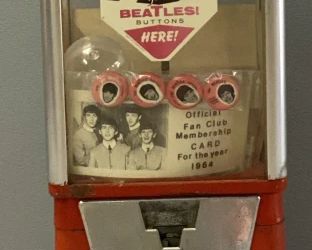 BEATLES!
BUTTONS
HERE!
Official
Fan Club
Membership
CARD
For the year
1964